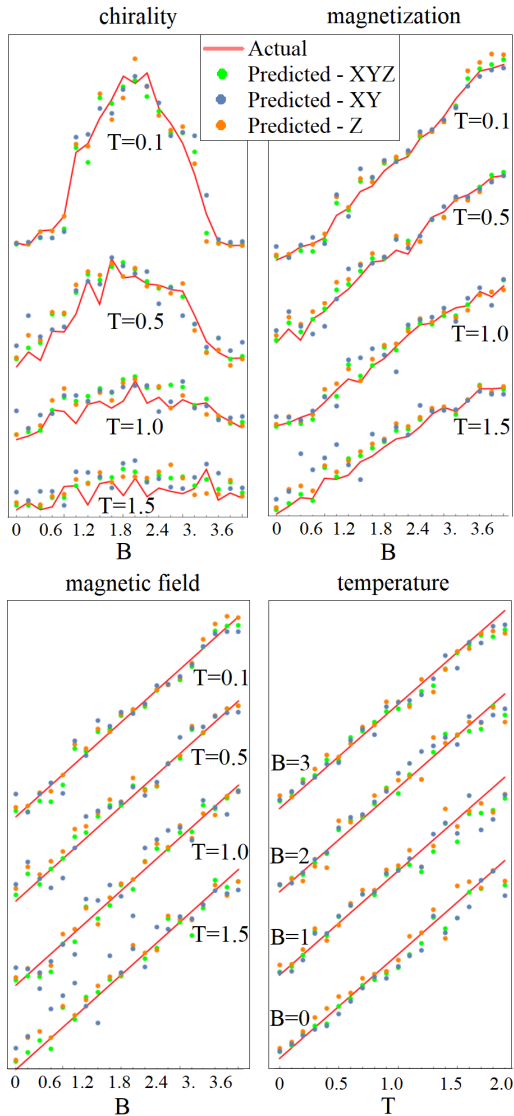 chirality
magnetization
Actual
Predicted - XYZ
Predicted - XY
Predicted - Z
T=0.1
T=0.5
T=1.0
T=1.5
0 0.6 1.2 1.8 2.4 3. 3.6
B
T=0.1
T=0.5
T=1.0
T=1.5
0 0.6 1.2 1.8 2.4 3. 3.6
B
magnetic field
temperature
T=0.1
T=0.5
T=1.0
T=1.5
0 0.6 1.2 1.8 2.4 3. 3.6
B
B=3
B=2
B=1
B=0
0 0.5 1.0 1.5 2.0
T